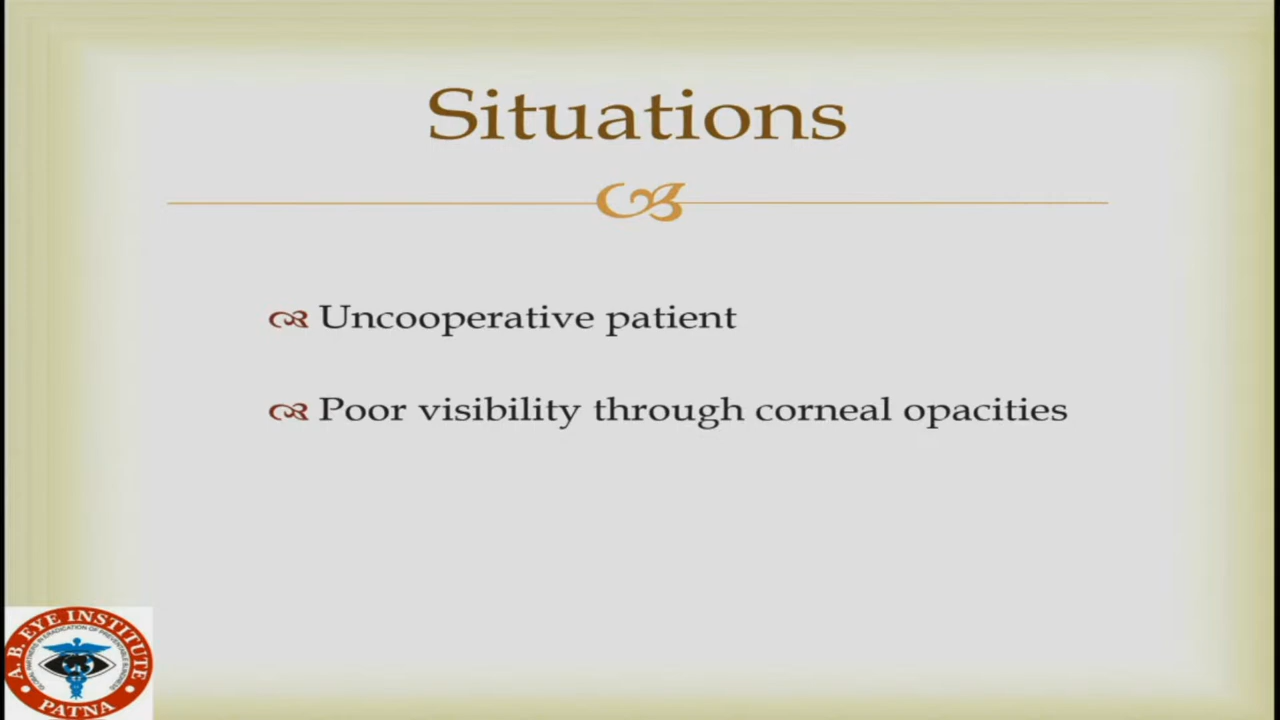 Situations
Uncooperative patient
Poor visibility through corneal opacities
A. B. EYE INSTITUTE
PATNA